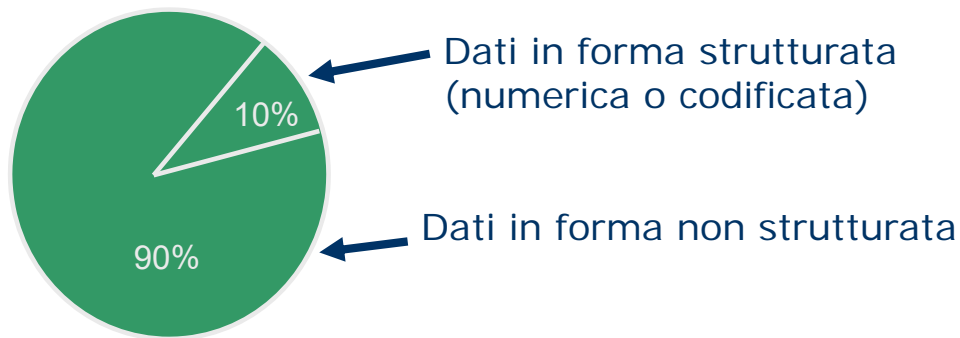 Dati in forma strutturata
(numerica o codificata)
10%
Dati in forma non strutturata
90%